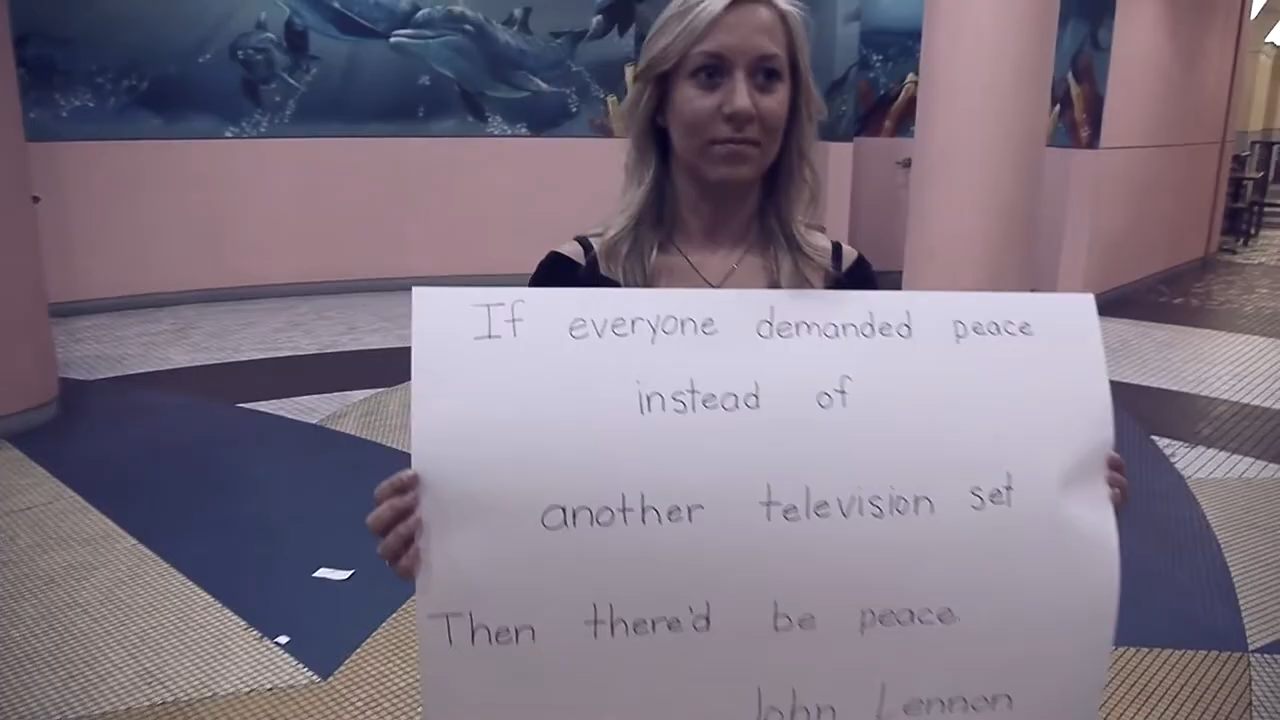 If everyone demanded peace
instead of
another television set
Then there'd be peace.
John Lennon